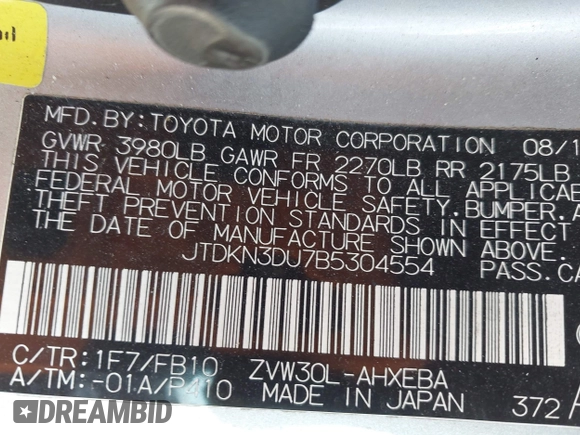 MFD. BY: TOYOTA MOTOR CORPORATION 08/1
GVWR 3980LB GAWR FR 2270LB RR 2175LB
THIS VEHICLE CONFORMS TO ALL APPLICAB
FEDERAL MOTOR VEHICLE SAFETY, BUMPER, A
THEFT PREVENTION STANDARDS IN EFFECT
THE DATE OF MANUFACTURE SHOWN ABOVE.
JTDKN3DU7B5304554 PASS. CA
C/TR: 1F7/FB10 ZVW30L-AHXEBA
A/TM: -01A/P410 MADE IN JAPAN 372
DREAMBID